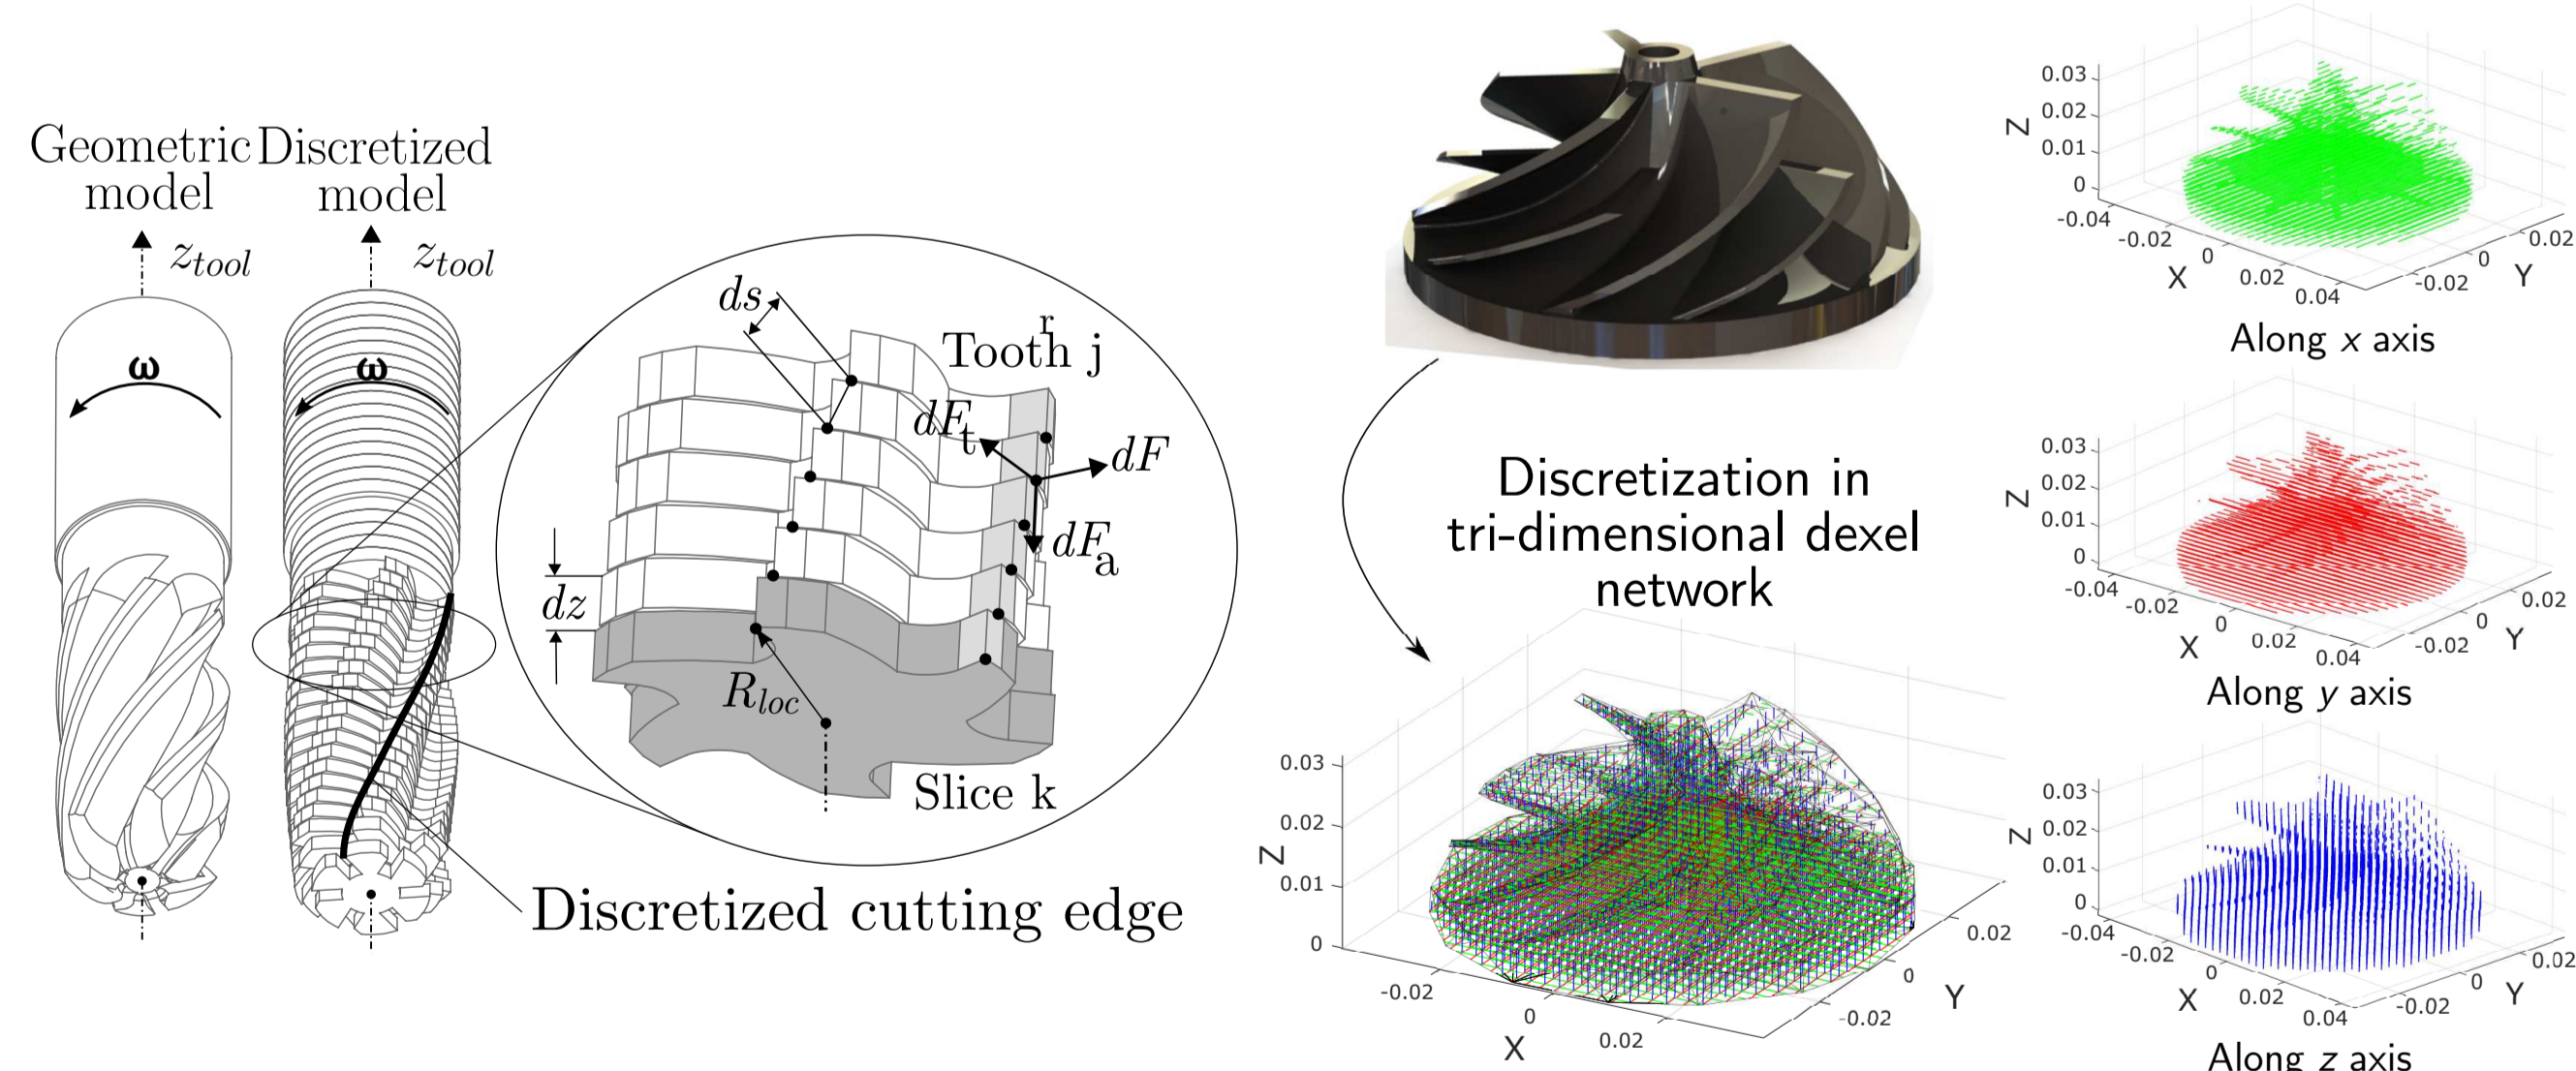 Geometric
model
Discretized
model
z_tool
z_tool
ω
ω
ds
r
Tooth j
dF
t
dF
dF
a
dz
R_loc
Slice k
Discretized cutting edge
Discretization in
tri-dimensional dexel
network
0.03
0.02
0.01
0
Z
-0.02
0
0.02
X
-0.02
0
0.02
Y
0.03
0.02
0.01
0
Z
-0.04
-0.02
0
0.02
0.04
X
-0.02
0
0.02
Y
Along x axis
0.03
0.02
0.01
0
Z
-0.04
-0.02
0
0.02
0.04
X
-0.02
0
0.02
Y
Along y axis
0.03
0.02
0.01
0
Z
-0.04
-0.02
0
0.02
0.04
X
-0.02
0
0.02
Y
Along z axis